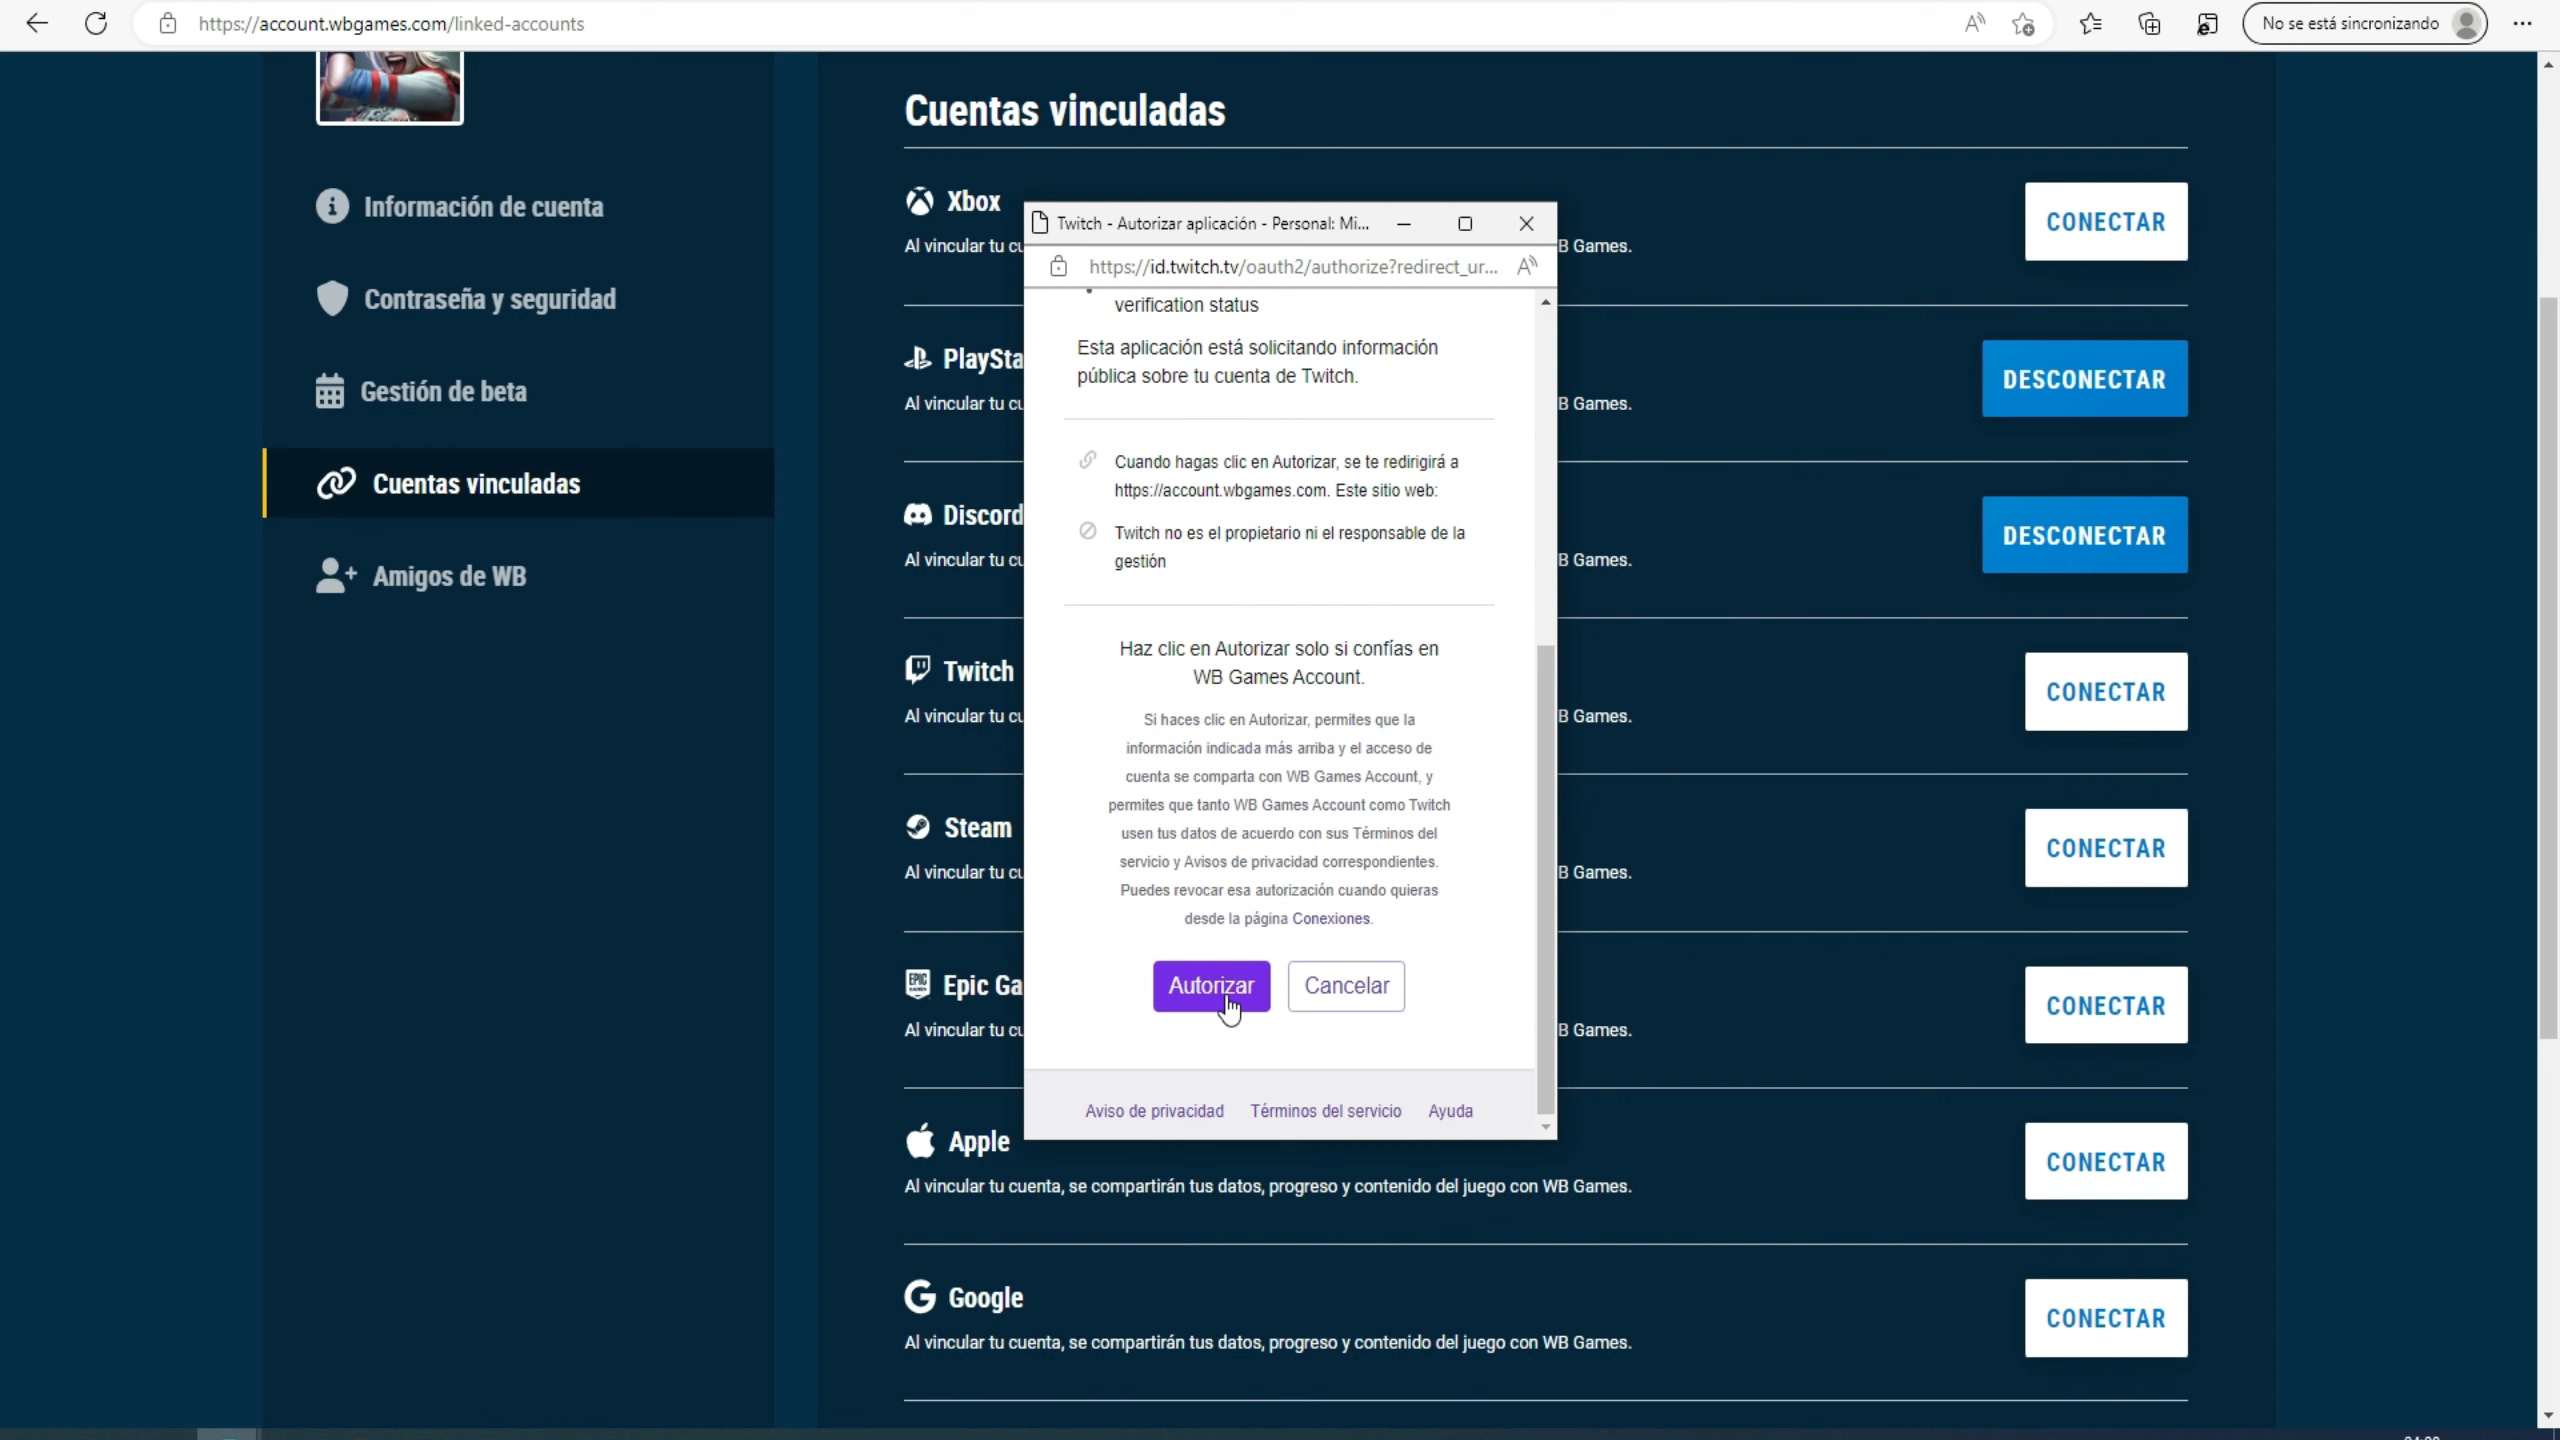 https://account.wbgames.com/linked-accounts
No se está sincronizando
Información de cuenta
Contraseña y seguridad
Gestión de beta
Cuentas vinculadas
Amigos de WB
Cuentas vinculadas
Xbox
Al vincular tu cu
B Games.
CONECTAR
PlaySta
Al vincular tu cu
B Games.
DESCONECTAR
Discord
Al vincular tu cu
B Games.
DESCONECTAR
Twitch
Al vincular tu cu
B Games.
CONECTAR
Steam
Al vincular tu cu
B Games.
CONECTAR
EPIC GAMES
Epic Ga
Al vincular tu cu
B Games.
CONECTAR
Apple
Al vincular tu cuenta, se compartirán tus datos, progreso y contenido del juego con WB Games.
CONECTAR
Google
Al vincular tu cuenta, se compartirán tus datos, progreso y contenido del juego con WB Games.
CONECTAR
Twitch - Autorizar aplicación - Personal: Mi...
https://id.twitch.tv/oauth2/authorize?redirect_ur...
verification status
Esta aplicación está solicitando información
pública sobre tu cuenta de Twitch.
Cuando hagas clic en Autorizar, se te redirigirá a
https://account.wbgames.com. Este sitio web:
Twitch no es el propietario ni el responsable de la
gestión
Haz clic en Autorizar solo si confías en
WB Games Account.
Si haces clic en Autorizar, permites que la
información indicada más arriba y el acceso de
cuenta se comparta con WB Games Account, y
permites que tanto WB Games Account como Twitch
usen tus datos de acuerdo con sus Términos del
servicio y Avisos de privacidad correspondientes.
Puedes revocar esa autorización cuando quieras
desde la página Conexiones.
Autorizar
Cancelar
Aviso de privacidad
Términos del servicio
Ayuda